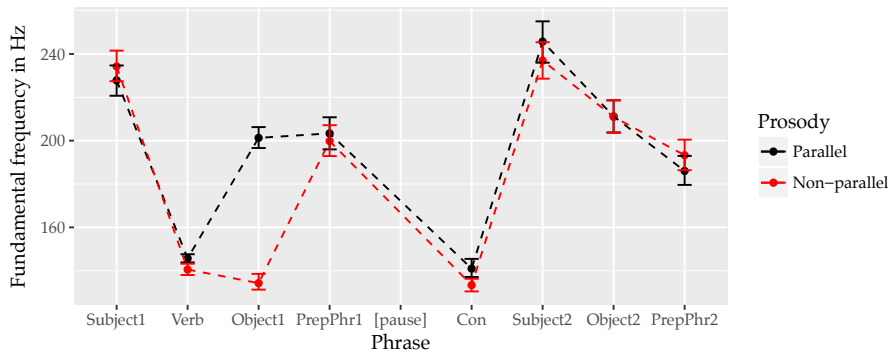 Fundamental frequency in Hz
240
200
160
Subject1 Verb Object1 PrepPhr1 [pause] Con Subject2 Object2 PrepPhr2
Phrase
Prosody
Parallel
Non−parallel